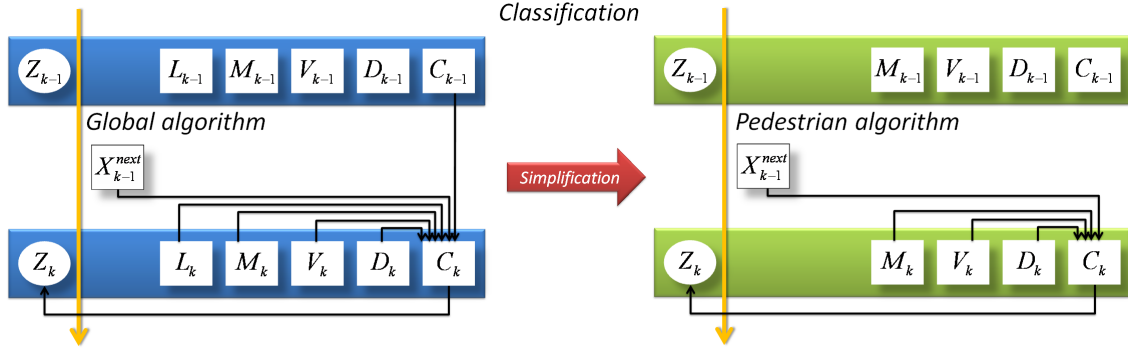 Classification
Z_{k-1} L_{k-1} M_{k-1} V_{k-1} D_{k-1} C_{k-1}
Global algorithm
X_{k-1}^{next}
Z_k L_k M_k V_k D_k C_k
Simplification
Z_{k-1} M_{k-1} V_{k-1} D_{k-1} C_{k-1}
Pedestrian algorithm
X_{k-1}^{next}
Z_k M_k V_k D_k C_k